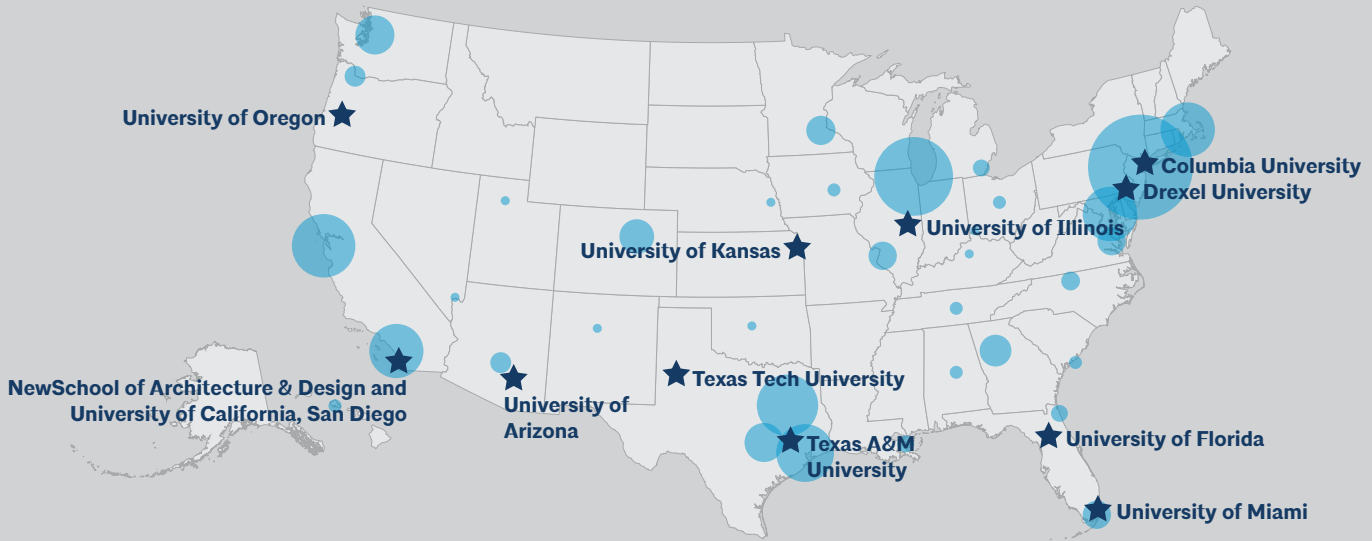 University of Oregon
Columbia University
Drexel University
University of Illinois
University of Kansas
Texas Tech University
NewSchool of Architecture & Design and
University of California, San Diego
University of
Arizona
Texas A&M
University
University of Florida
University of Miami